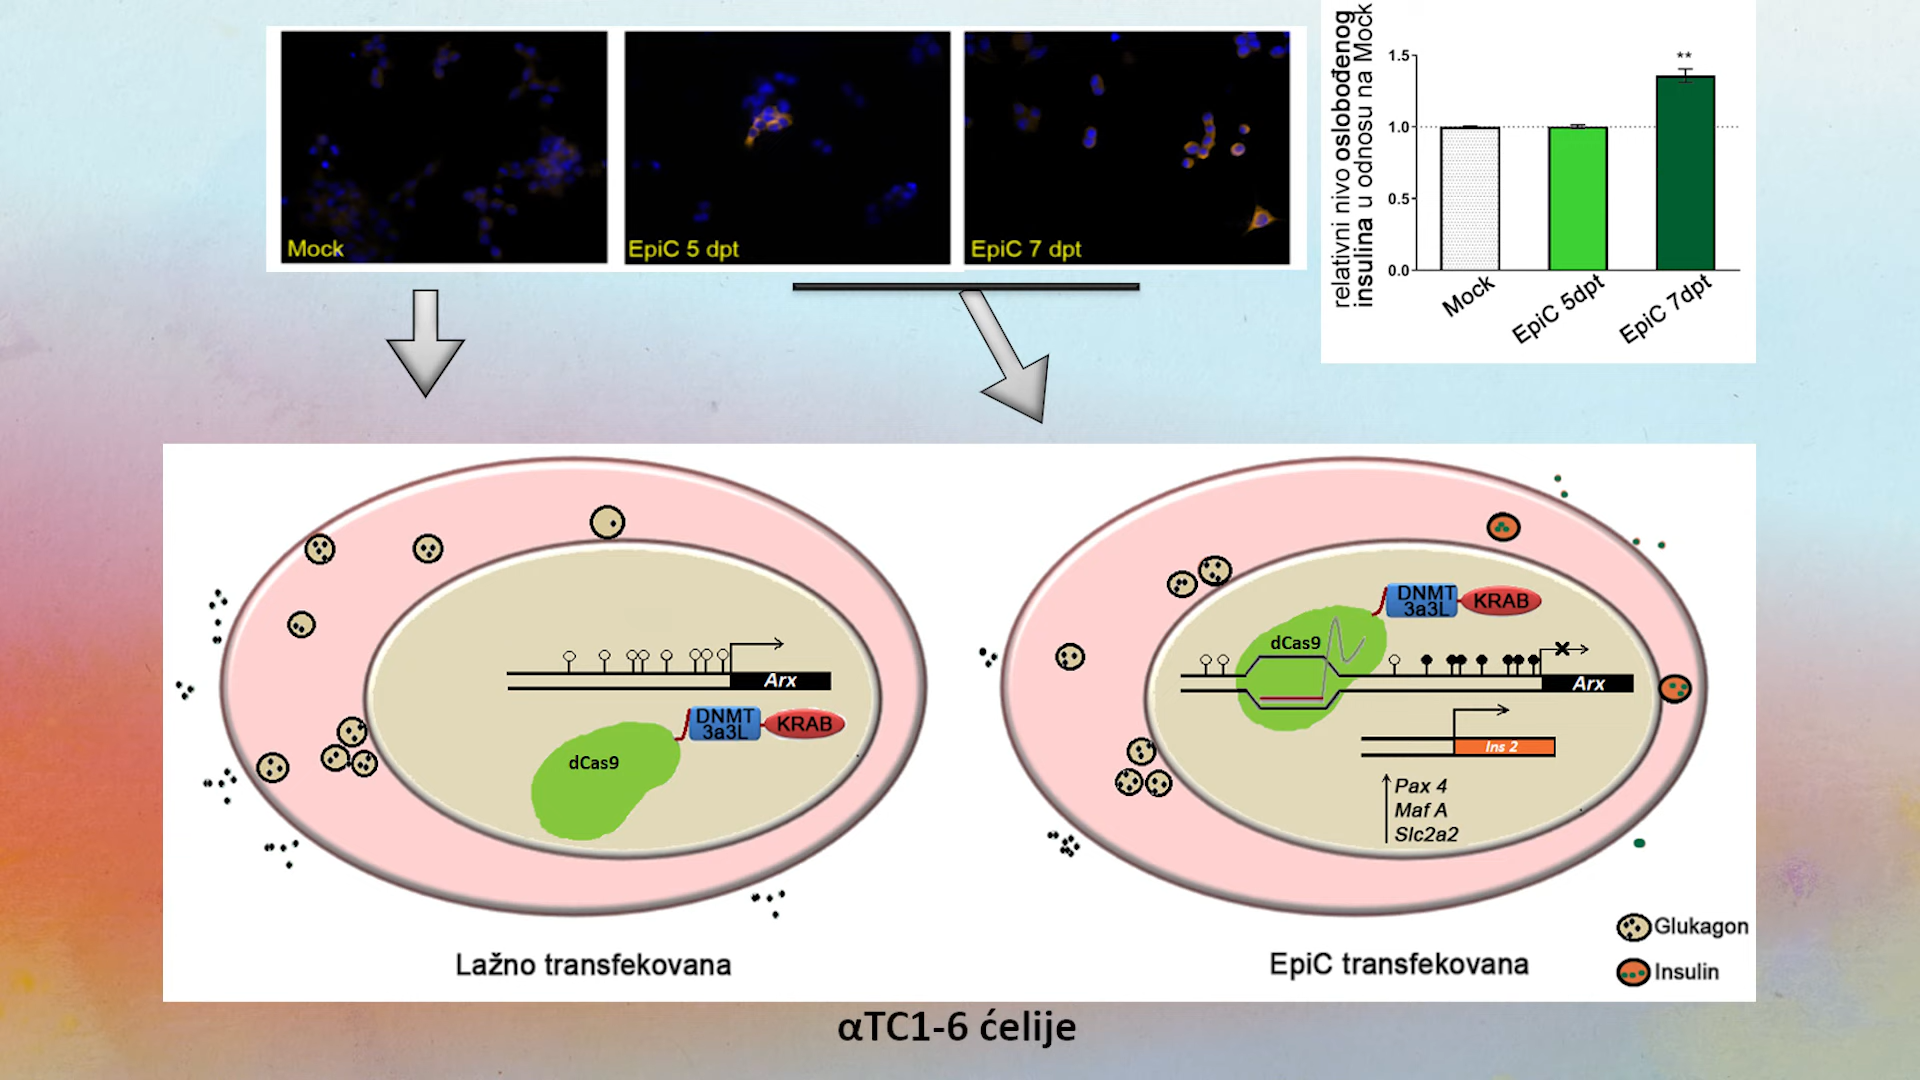 Mock
EpiC 5 dpt
EpiC 7 dpt
relativni nivo oslobođenog
insulina u odnosu na Mock
1.5
1.0
0.5
0.0
**
Mock
EpiC 5dpt
EpiC 7dpt
Arx
DNMT
3a3L
KRAB
dCas9
Lažno transfekovana
DNMT
3a3L
KRAB
dCas9
Arx
Ins 2
Pax 4
Maf A
Slc2a2
EpiC transfekovana
Glukagon
Insulin
αTC1-6 ćelije